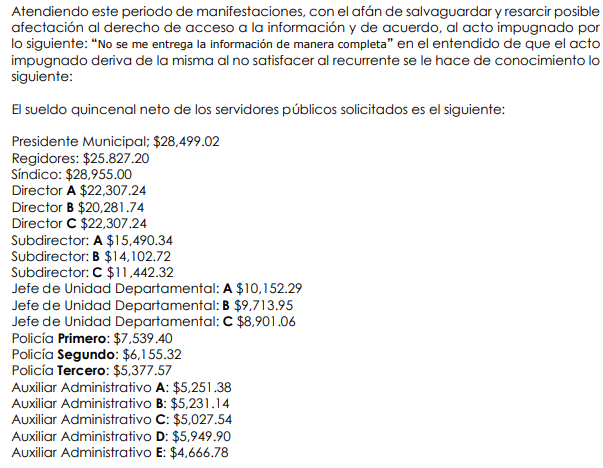 Atendiendo este periodo de manifestaciones, con el afán de salvaguardar y resarcir posible
afectación al derecho de acceso a la información y de acuerdo, al acto impugnado por
lo siguiente: “No se me entrega la información de manera completa” en el entendido de que el acto
impugnado deriva de la misma al no satisfacer al recurrente se le hace de conocimiento lo
siguiente:
El sueldo quincenal neto de los servidores públicos solicitados es el siguiente:
Presidente Municipal; $28,499.02
Regidores: $25.827.20
Síndico: $28,955.00
Director A $22,307.24
Director B $20,281.74
Director C $22,307.24
Subdirector: A $15,490.34
Subdirector: B $14,102.72
Subdirector: C $11,442.32
Jefe de Unidad Departamental: A $10,152.29
Jefe de Unidad Departamental: B $9,713.95
Jefe de Unidad Departamental: C $8,901.06
Policía Primero: $7,539.40
Policía Segundo: $6,155.32
Policía Tercero: $5,377.57
Auxiliar Administrativo A: $5,251.38
Auxiliar Administrativo B: $5,231.14
Auxiliar Administrativo C: $5,027.54
Auxiliar Administrativo D: $5,949.90
Auxiliar Administrativo E: $4,666.78